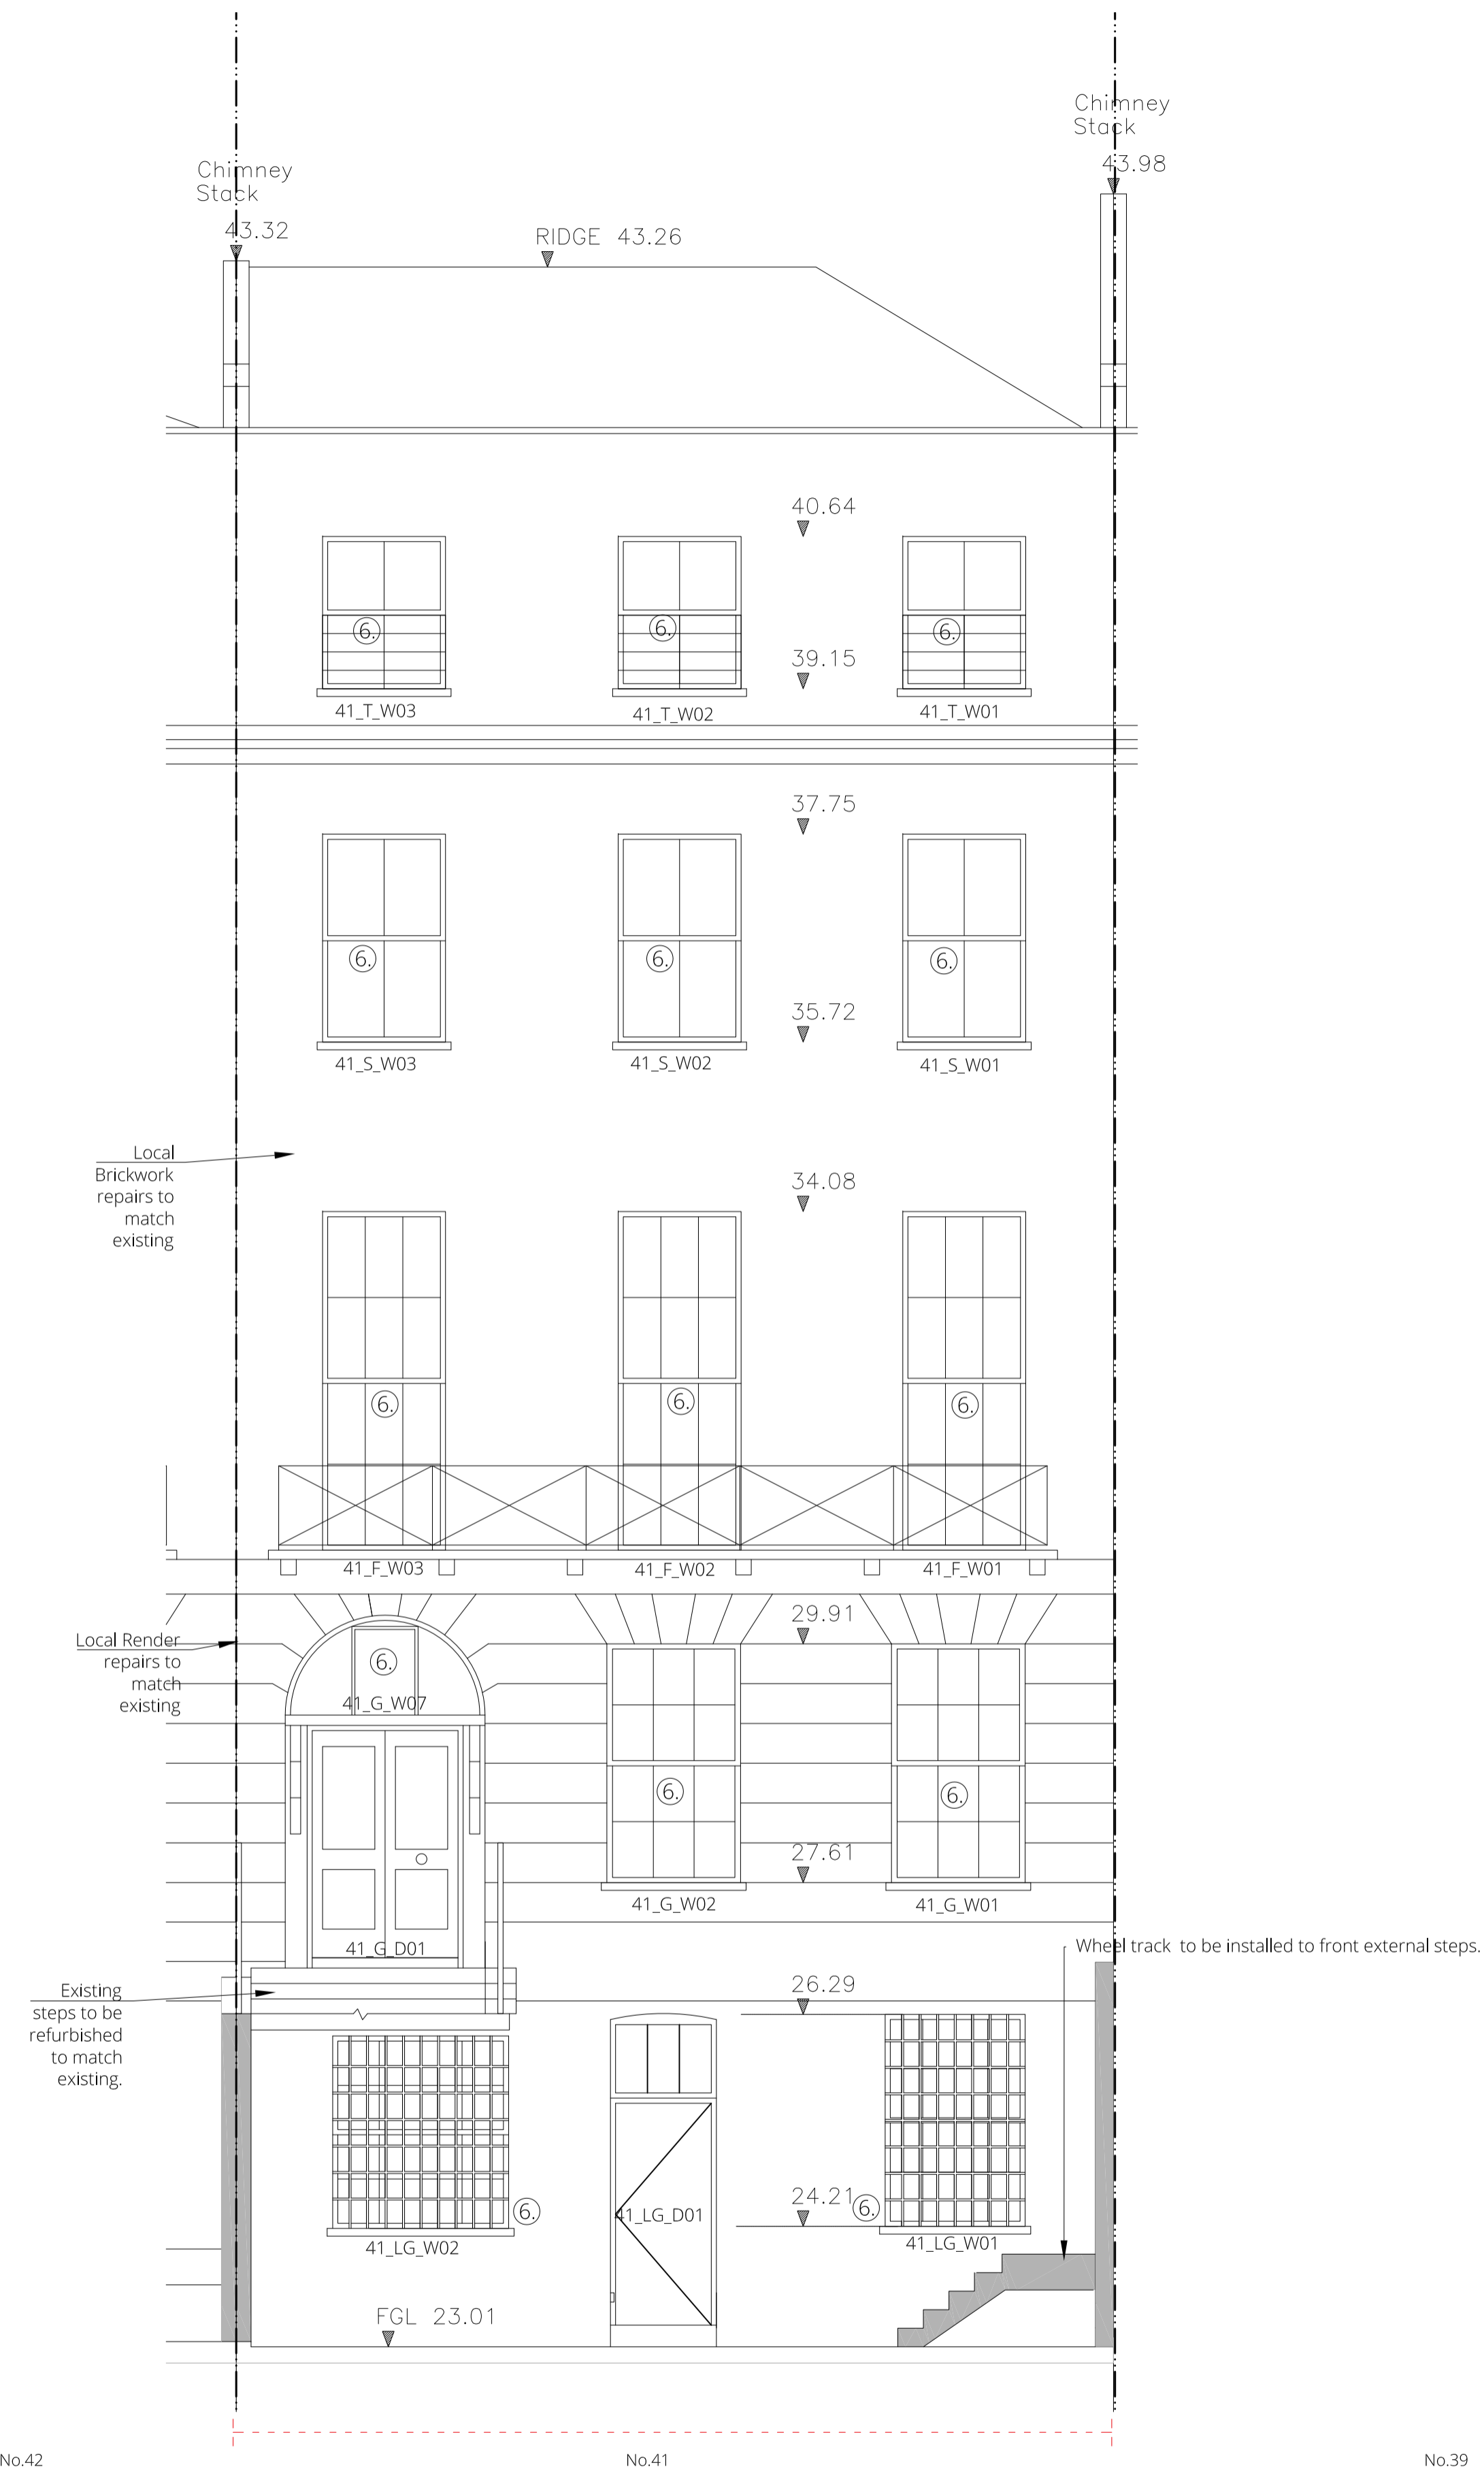 Chimney
Stack
43.98
Chimney
Stack
43.32
RIDGE 43.26
40.64
6.
6.
6.
39.15
41_T_W03
41_T_W02
41_T_W01
37.75
6.
6.
6.
35.72
41_S_W03
41_S_W02
41_S_W01
Local
Brickwork
repairs to
match
existing
34.08
6.
6.
6.
41_F_W03
41_F_W02
41_F_W01
29.91
Local Render
repairs to
match
existing
6.
41_G_W07
6.
6.
27.61
41_G_W02
41_G_W01
41_G_D01
Wheel track to be installed to front external steps.
Existing
steps to be
refurbished
to match
existing.
26.29
24.21
6.
6.
41_LG_D01
41_LG_W02
41_LG_W01
FGL 23.01
No.42
No.41
No.39